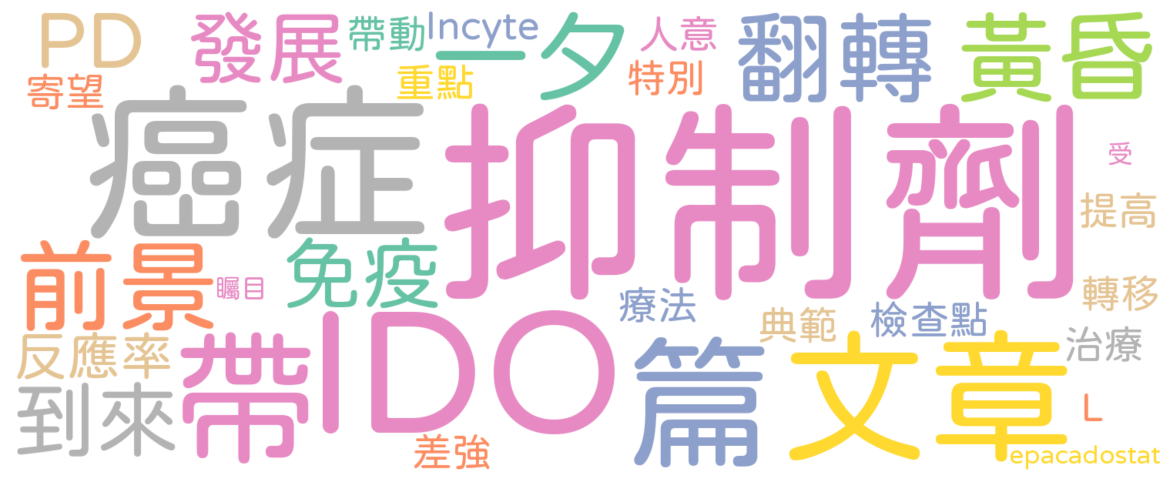 PD
發展
帶動
Incyte
一夕
人意
翻轉
黃昏
寄望
重點
特別
癌症
抑制劑
受
提高
前景
矚目
免疫
IDO
療法
典範
檢查點
轉移
反應率
帶
篇
文章
治療
到來
差強
L
epacadostat